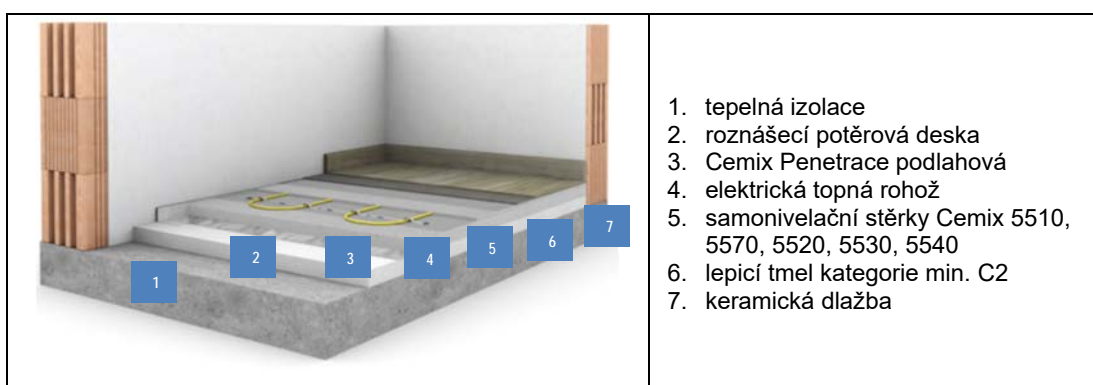 1
2
3
4
5
6
7
1. tepelná izolace
2. roznášecí potěrová deska
3. Cemix Penetrace podlahová
4. elektrická topná rohož
5. samonivelační stěrky Cemix 5510,
5570, 5520, 5530, 5540
6. lepicí tmel kategorie min. C2
7. keramická dlažba